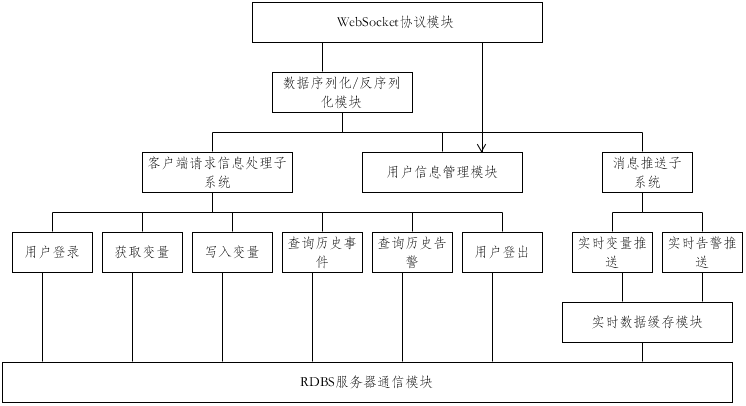 WebSocket协议模块
数据序列化/反序列
化模块
客户端请求信息处理子
系统
用户信息管理模块
消息推送子
系统
用户登录
获取变量
写入变量
查询历史事
件
查询历史告
警
用户登出
实时变量推
送
实时告警推
送
实时数据缓存模块
RDBS服务器通信模块